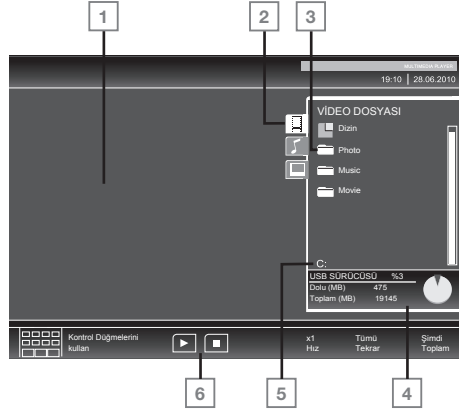 1
2
3
MULTIMEDIA PLAYER
19:10 | 28.06.2010
VİDEO DOSYASI
Dizin
Photo
Music
Movie
C:
USB SÜRÜCÜSÜ %3
Dolu (MB) 475
Toplam (MB) 19145
Kontrol Düğmelerini
kullan
x1
Hız
Tümü
Tekrar
Şimdi
Toplam
6
5
4